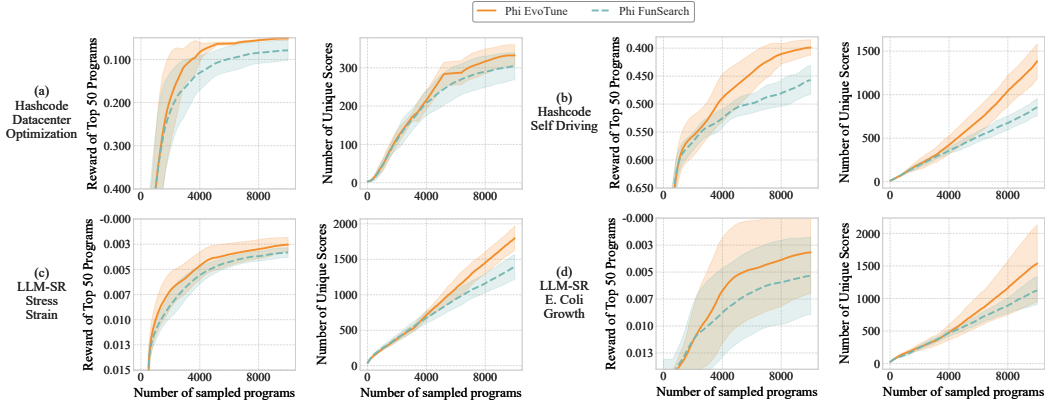 Phi EvoTune
Phi FunSearch
(a)
Hashcode
Datacenter
Optimization
Reward of Top 50 Programs
0.100
0.200
0.300
0.400
0
4000
8000
Number of Unique Scores
300
200
100
0
0
4000
8000
(b)
Hashcode
Self Driving
Reward of Top 50 Programs
0.400
0.450
0.500
0.550
0.600
0.650
0
4000
8000
Number of Unique Scores
1500
1000
500
0
0
4000
8000
(c)
LLM-SR
Stress
Strain
Reward of Top 50 Programs
-0.000
0.003
0.005
0.007
0.010
0.013
0.015
0
4000
8000
Number of sampled programs
Number of Unique Scores
2000
1500
1000
500
0
0
4000
8000
Number of sampled programs
(d)
LLM-SR
E. Coli
Growth
Reward of Top 50 Programs
-0.000
0.003
0.005
0.007
0.010
0.013
0
4000
8000
Number of sampled programs
Number of Unique Scores
2000
1500
1000
500
0
0
4000
8000
Number of sampled programs